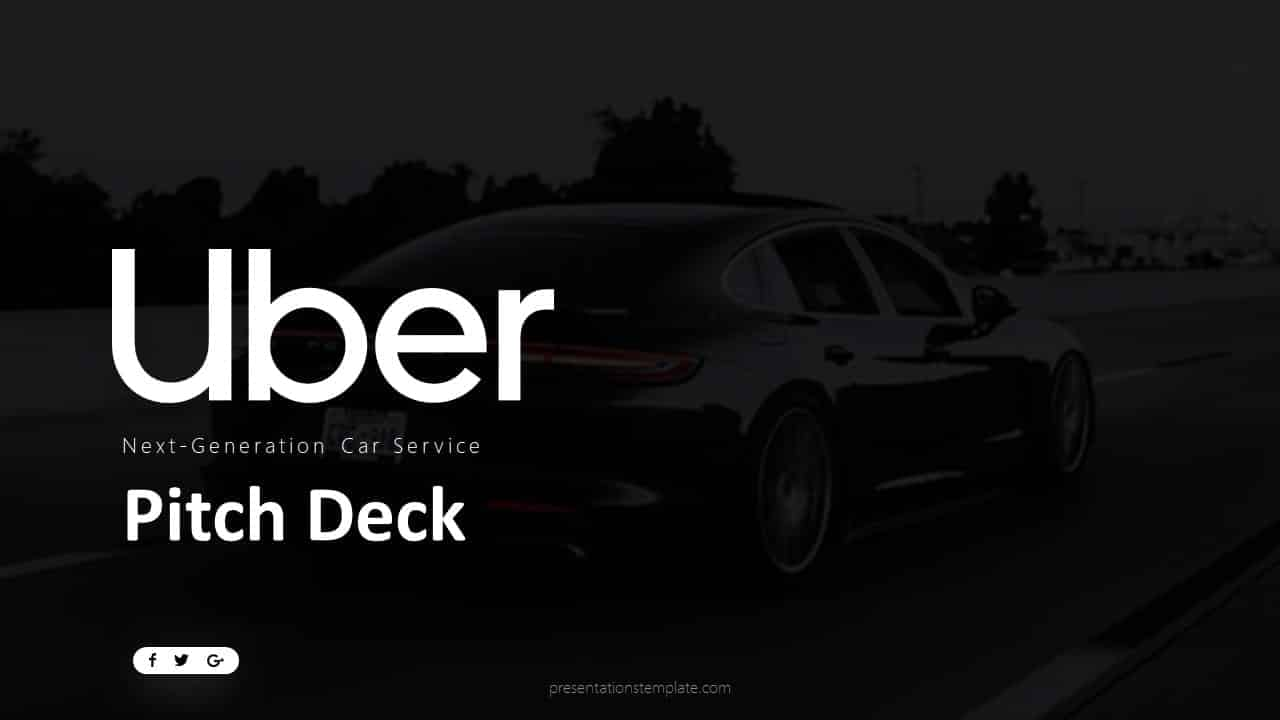 Uber
Next-Generation Car Service
Pitch Deck
presentationstemplate.com